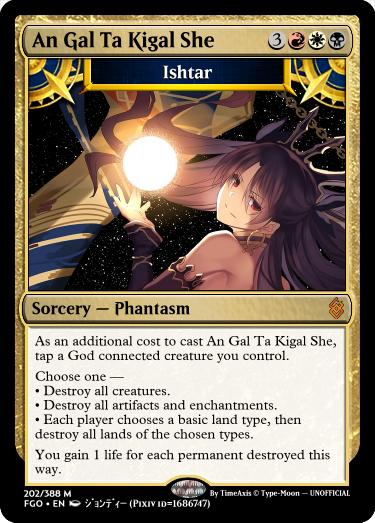 An Gal Ta Kigal She 3
Ishtar
Sorcery — Phantasm
As an additional cost to cast An Gal Ta Kigal She,
tap a God connected creature you control.
Choose one —
• Destroy all creatures.
• Destroy all artifacts and enchantments.
• Each player chooses a basic land type, then
destroy all lands of the chosen types.
You gain 1 life for each permanent destroyed this
way.
202/388 M
FGO • EN ジョンディー (PIXIV ID=1686747)
By TimeAxis © Type-Moon — UNOFFICIAL